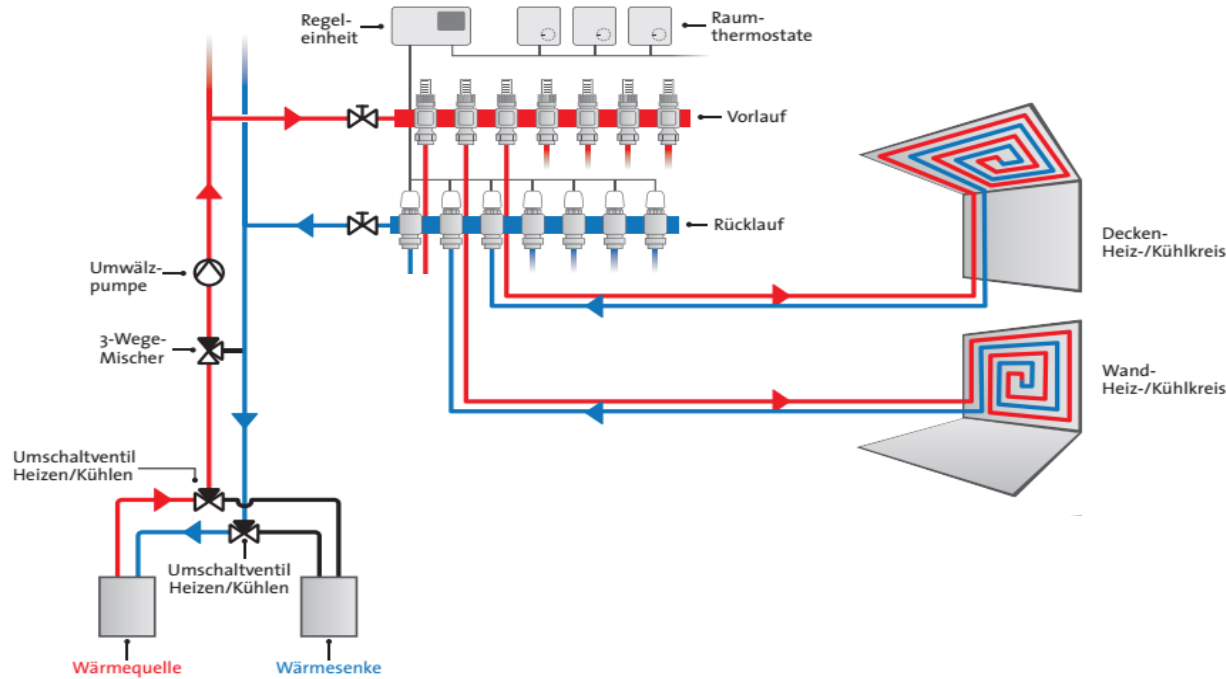 Regel-
einheit
Raum-
thermostate
Vorlauf
Rücklauf
Decken-
Heiz-/Kühlkreis
Umwälz-
pumpe
3-Wege-
Mischer
Wand-
Heiz-/Kühlkreis
Umschaltventil
Heizen/Kühlen
Umschaltventil
Heizen/Kühlen
Wärmequelle
Wärmesenke